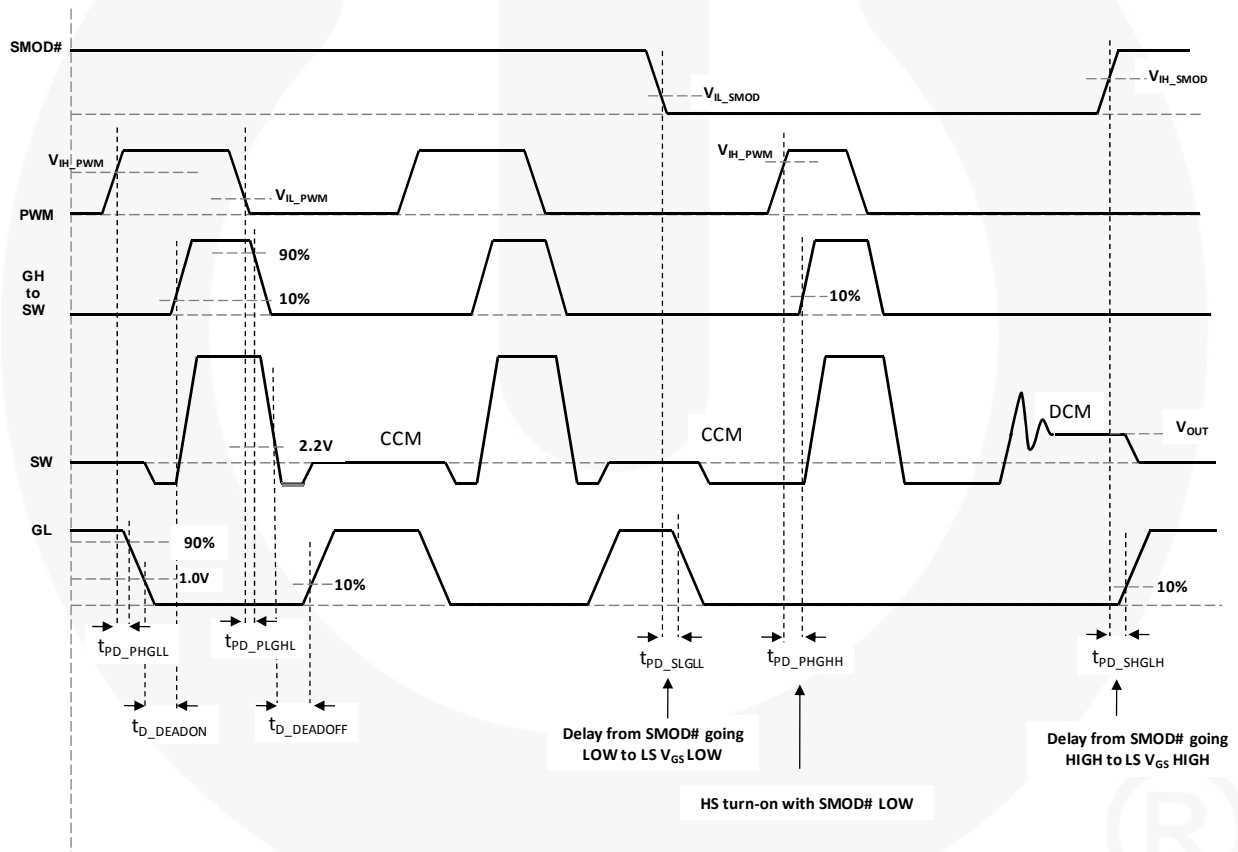 SMOD#
V_IH_SMOD
V_IL_SMOD
V_IH_PWM
V_IH_PWM
V_IL_PWM
PWM
90%
GH
to
SW
10%
10%
CCM
CCM
DCM
V_OUT
2.2V
SW
GL
90%
1.0V
10%
10%
t_PD_PHGLL
t_PD_PLGHL
t_PD_SLGLL
t_PD_PHGHH
t_PD_SHGLH
t_D_DEADON
t_D_DEADOFF
Delay from SMOD# going
LOW to LS V_GS LOW
Delay from SMOD# going
HIGH to LS V_GS HIGH
HS turn-on with SMOD# LOW
®